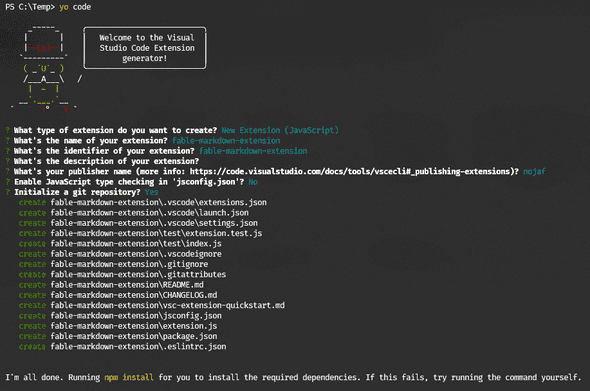 PS C:\Temp> yo code
Welcome to the Visual
Studio Code Extension
generator!
? What type of extension do you want to create? New Extension (JavaScript)
? What's the name of your extension? fable-markdown-extension
? What's the identifier of your extension? fable-markdown-extension
? What's the description of your extension?
? What's your publisher name (more info: https://code.visualstudio.com/docs/tools/vscecli#_publishing-extensions)? nojaf
? Enable JavaScript type checking in 'jsconfig.json'? No
? Initialize a git repository? Yes
create fable-markdown-extension\.vscode\extensions.json
create fable-markdown-extension\.vscode\launch.json
create fable-markdown-extension\.vscode\settings.json
create fable-markdown-extension\test\extension.test.js
create fable-markdown-extension\test\index.js
create fable-markdown-extension\.vscodeignore
create fable-markdown-extension\.gitignore
create fable-markdown-extension\.gitattributes
create fable-markdown-extension\README.md
create fable-markdown-extension\CHANGELOG.md
create fable-markdown-extension\vsc-extension-quickstart.md
create fable-markdown-extension\jsconfig.json
create fable-markdown-extension\extension.js
create fable-markdown-extension\package.json
create fable-markdown-extension\.eslintrc.json
I'm all done. Running npm install for you to install the required dependencies. If this fails, try running the command yourself.